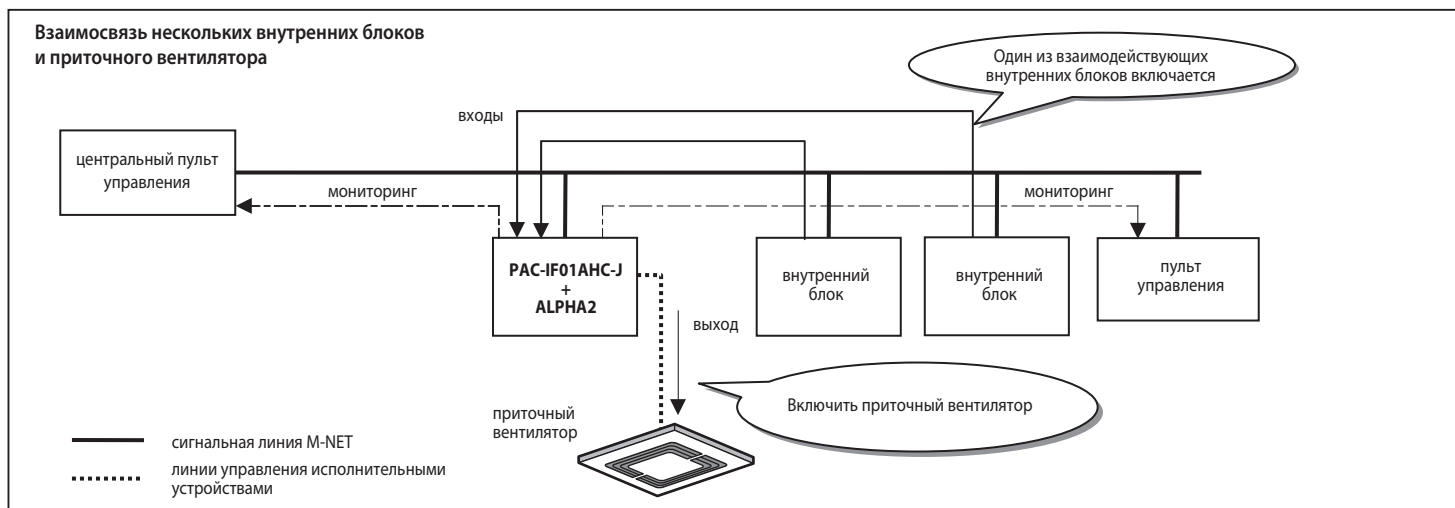 Взаимосвязь нескольких внутренних блоков
и приточного вентилятора
Один из взаимодействующих
внутренних блоков включается
входы
центральный пульт
управления
мониторинг
мониторинг
PAC-IF01AHC-J
+
ALPHA2
внутренний
блок
внутренний
блок
пульт
управления
выход
Включить приточный вентилятор
приточный
вентилятор
сигнальная линия M-NET
линии управления исполнительными
устройствами